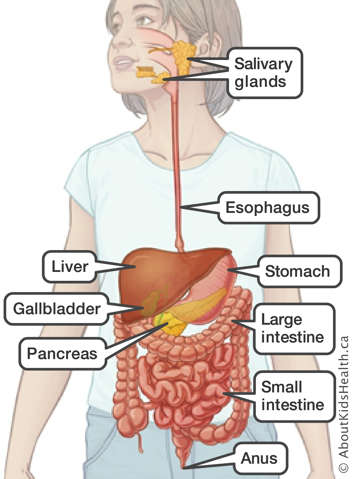 Salivary
glands
Esophagus
Liver
Stomach
Gallbladder
Large
intestine
Pancreas
Small
intestine
Anus
© AboutKidsHealth.ca